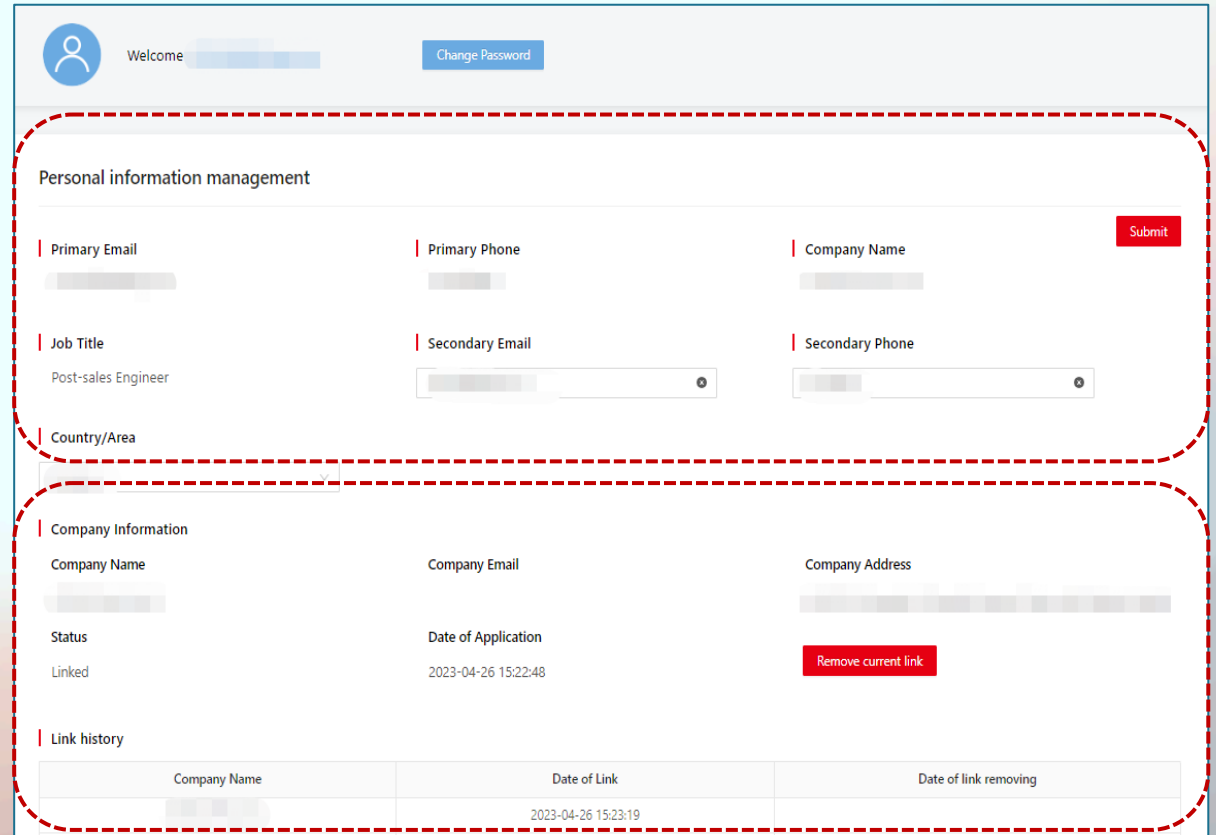 Welcome
Change Password
Personal information management
Submit
Primary Email
Primary Phone
Company Name
Job Title
Secondary Email
Secondary Phone
Post-sales Engineer
Country/Area
Company Information
Company Name
Company Email
Company Address
Status
Date of Application
Linked
2023-04-26 15:22:48
Remove current link
Link history
Company Name
Date of Link
Date of link removing
2023-04-26 15:23:19